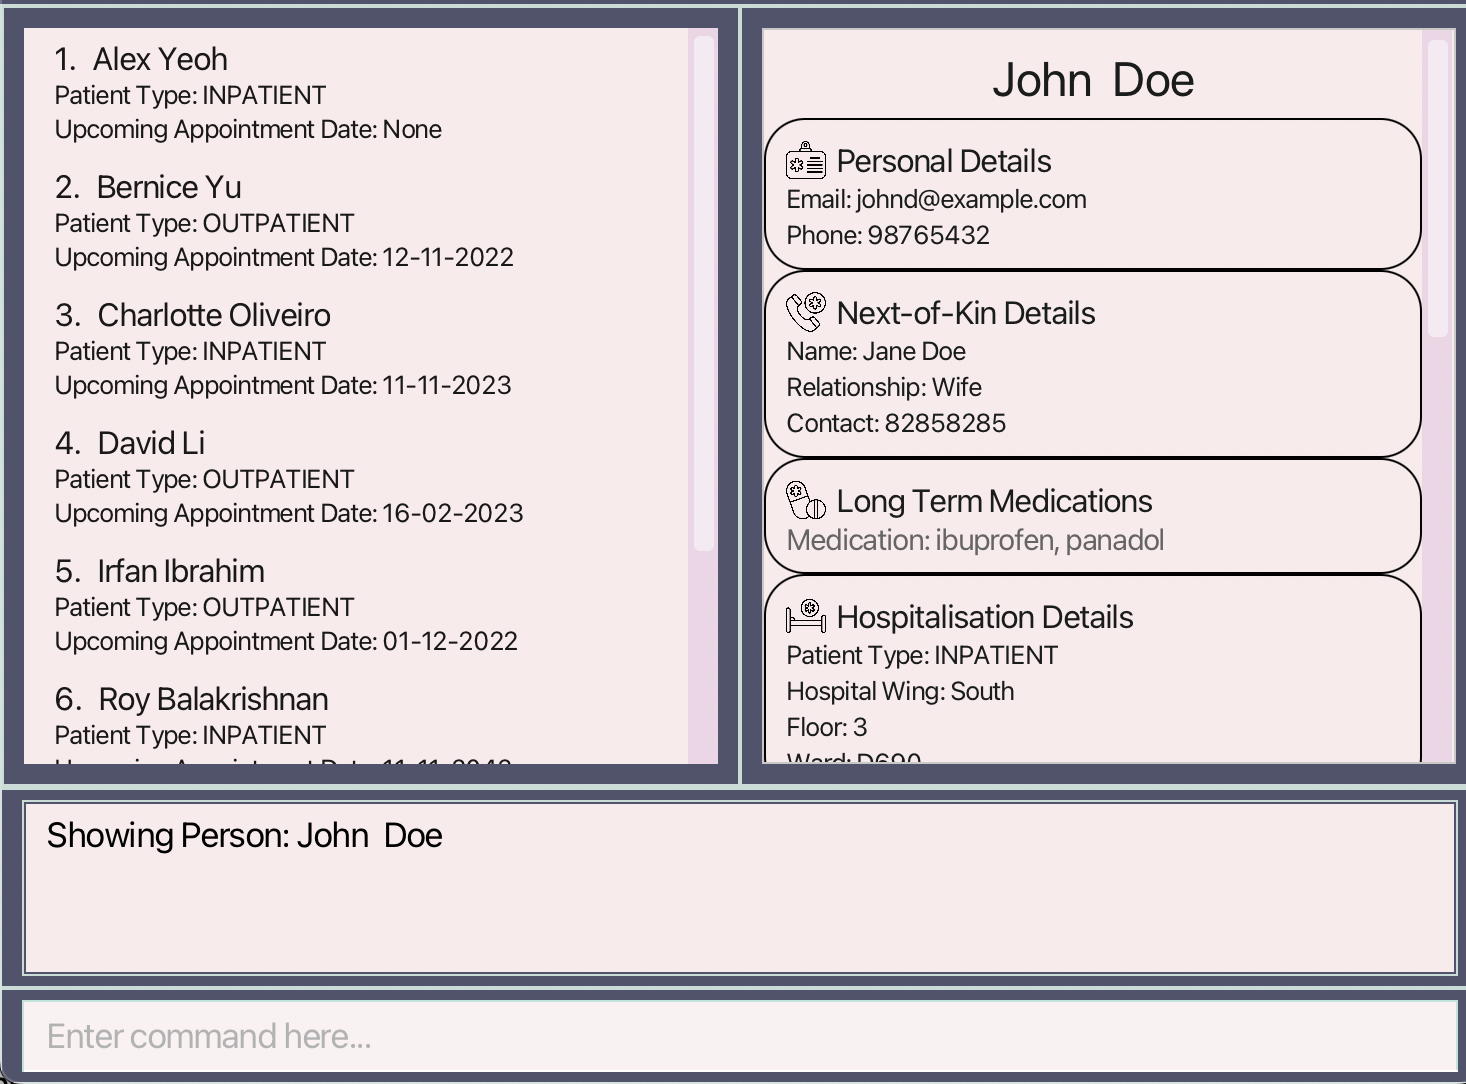 1. Alex Yeoh
Patient Type: INPATIENT
Upcoming Appointment Date: None
2. Bernice Yu
Patient Type: OUTPATIENT
Upcoming Appointment Date: 12-11-2022
3. Charlotte Oliveiro
Patient Type: INPATIENT
Upcoming Appointment Date: 11-11-2023
4. David Li
Patient Type: OUTPATIENT
Upcoming Appointment Date: 16-02-2023
5. Irfan Ibrahim
Patient Type: OUTPATIENT
Upcoming Appointment Date: 01-12-2022
6. Roy Balakrishnan
Patient Type: INPATIENT
Upcoming Appointment Date:
John Doe
Personal Details
Email: johnd@example.com
Phone: 98765432
Next-of-Kin Details
Name: Jane Doe
Relationship: Wife
Contact: 82858285
Long Term Medications
Medication: ibuprofen, panadol
Hospitalisation Details
Patient Type: INPATIENT
Hospital Wing: South
Floor: 3
Ward: D690
Showing Person: John Doe
Enter command here...